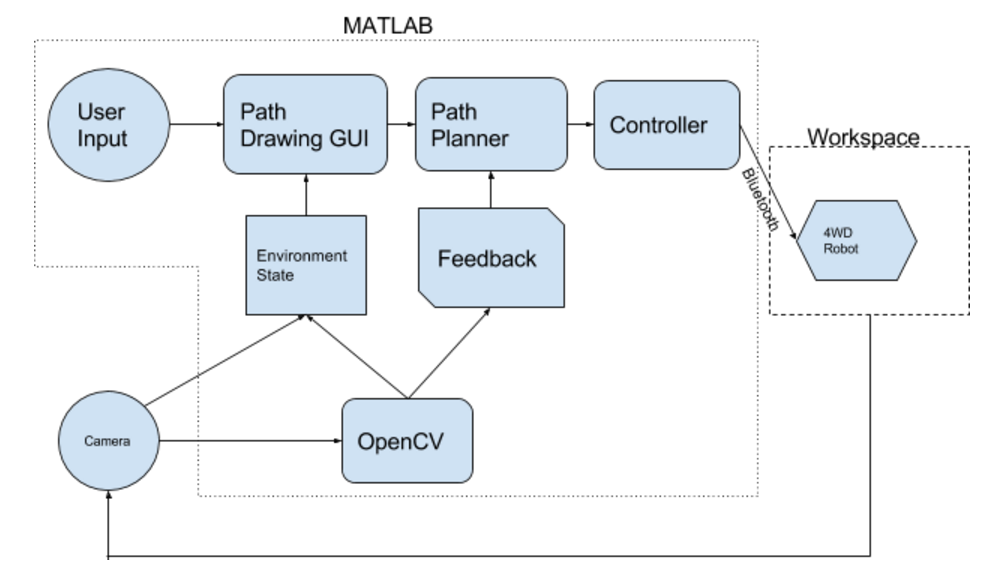 MATLAB
User
Input
Path
Drawing GUI
Path
Planner
Controller
Workspace
Bluetooth
4WD
Robot
Environment
State
Feedback
Camera
OpenCV